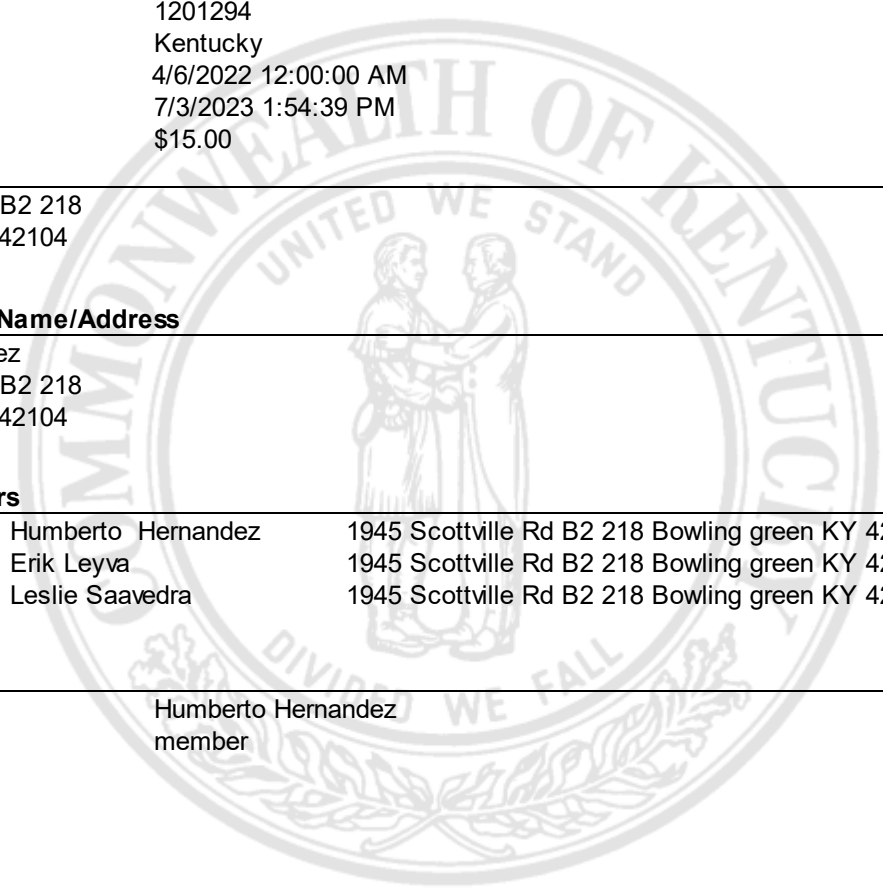 1201294
Kentucky
4/6/2022 12:00:00 AM
7/3/2023 1:54:39 PM
$15.00
B2 218
42104
Name/Address
ez
B2 218
42104
rs
Humberto Hernandez 1945 Scottville Rd B2 218 Bowling green KY 42
Erik Leyva 1945 Scottville Rd B2 218 Bowling green KY 42
Leslie Saavedra 1945 Scottville Rd B2 218 Bowling green KY 42
Humberto Hernandez
member
COMMONWEALTH OF KENTUCKY
UNITED WE STAND
DIVIDED WE FALL